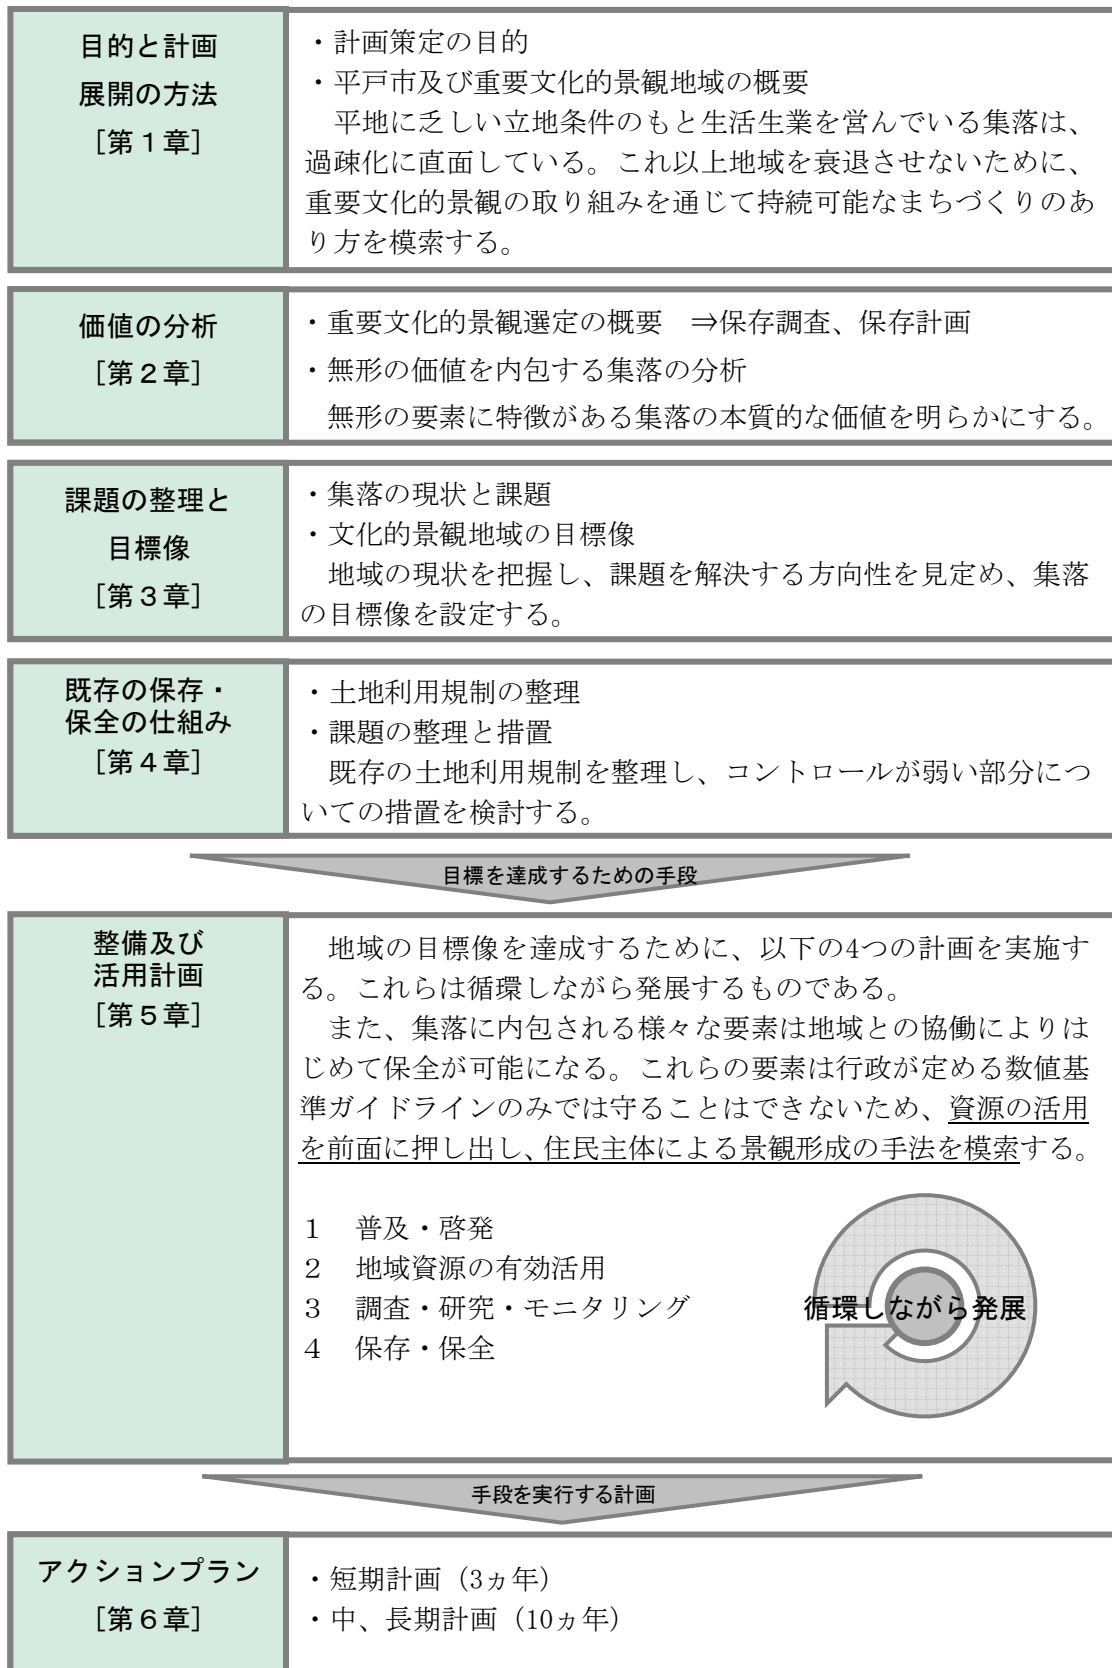 目的と計画
展開の方法
［第１章］
・計画策定の目的
・平戸市及び重要文化的景観地域の概要
　平地に乏しい立地条件のもと生活生業を営んでいる集落は、
過疎化に直面している。これ以上地域を衰退させないために、
重要文化的景観の取り組みを通じて持続可能なまちづくりのあ
り方を模索する。
価値の分析
［第２章］
・重要文化的景観選定の概要　⇒保存調査、保存計画
・無形の価値を内包する集落の分析
　無形の要素に特徴がある集落の本質的な価値を明らかにする。
課題の整理と
目標像
［第３章］
・集落の現状と課題
・文化的景観地域の目標像
　地域の現状を把握し、課題を解決する方向性を見定め、集落
の目標像を設定する。
既存の保存・
保全の仕組み
［第４章］
・土地利用規制の整理
・課題の整理と措置
　既存の土地利用規制を整理し、コントロールが弱い部分につ
いての措置を検討する。
目標を達成するための手段
整備及び
活用計画
［第５章］
　地域の目標像を達成するために、以下の4つの計画を実施す
る。これらは循環しながら発展するものである。
　また、集落に内包される様々な要素は地域との協働によりは
じめて保全が可能になる。これらの要素は行政が定める数値基
準ガイドラインのみでは守ることはできないため、資源の活用
を前面に押し出し、住民主体による景観形成の手法を模索する。
１　普及・啓発
２　地域資源の有効活用
３　調査・研究・モニタリング
４　保存・保全
循環しながら発展
手段を実行する計画
アクションプラン
［第６章］
・短期計画（3ヵ年）
・中、長期計画（10ヵ年）